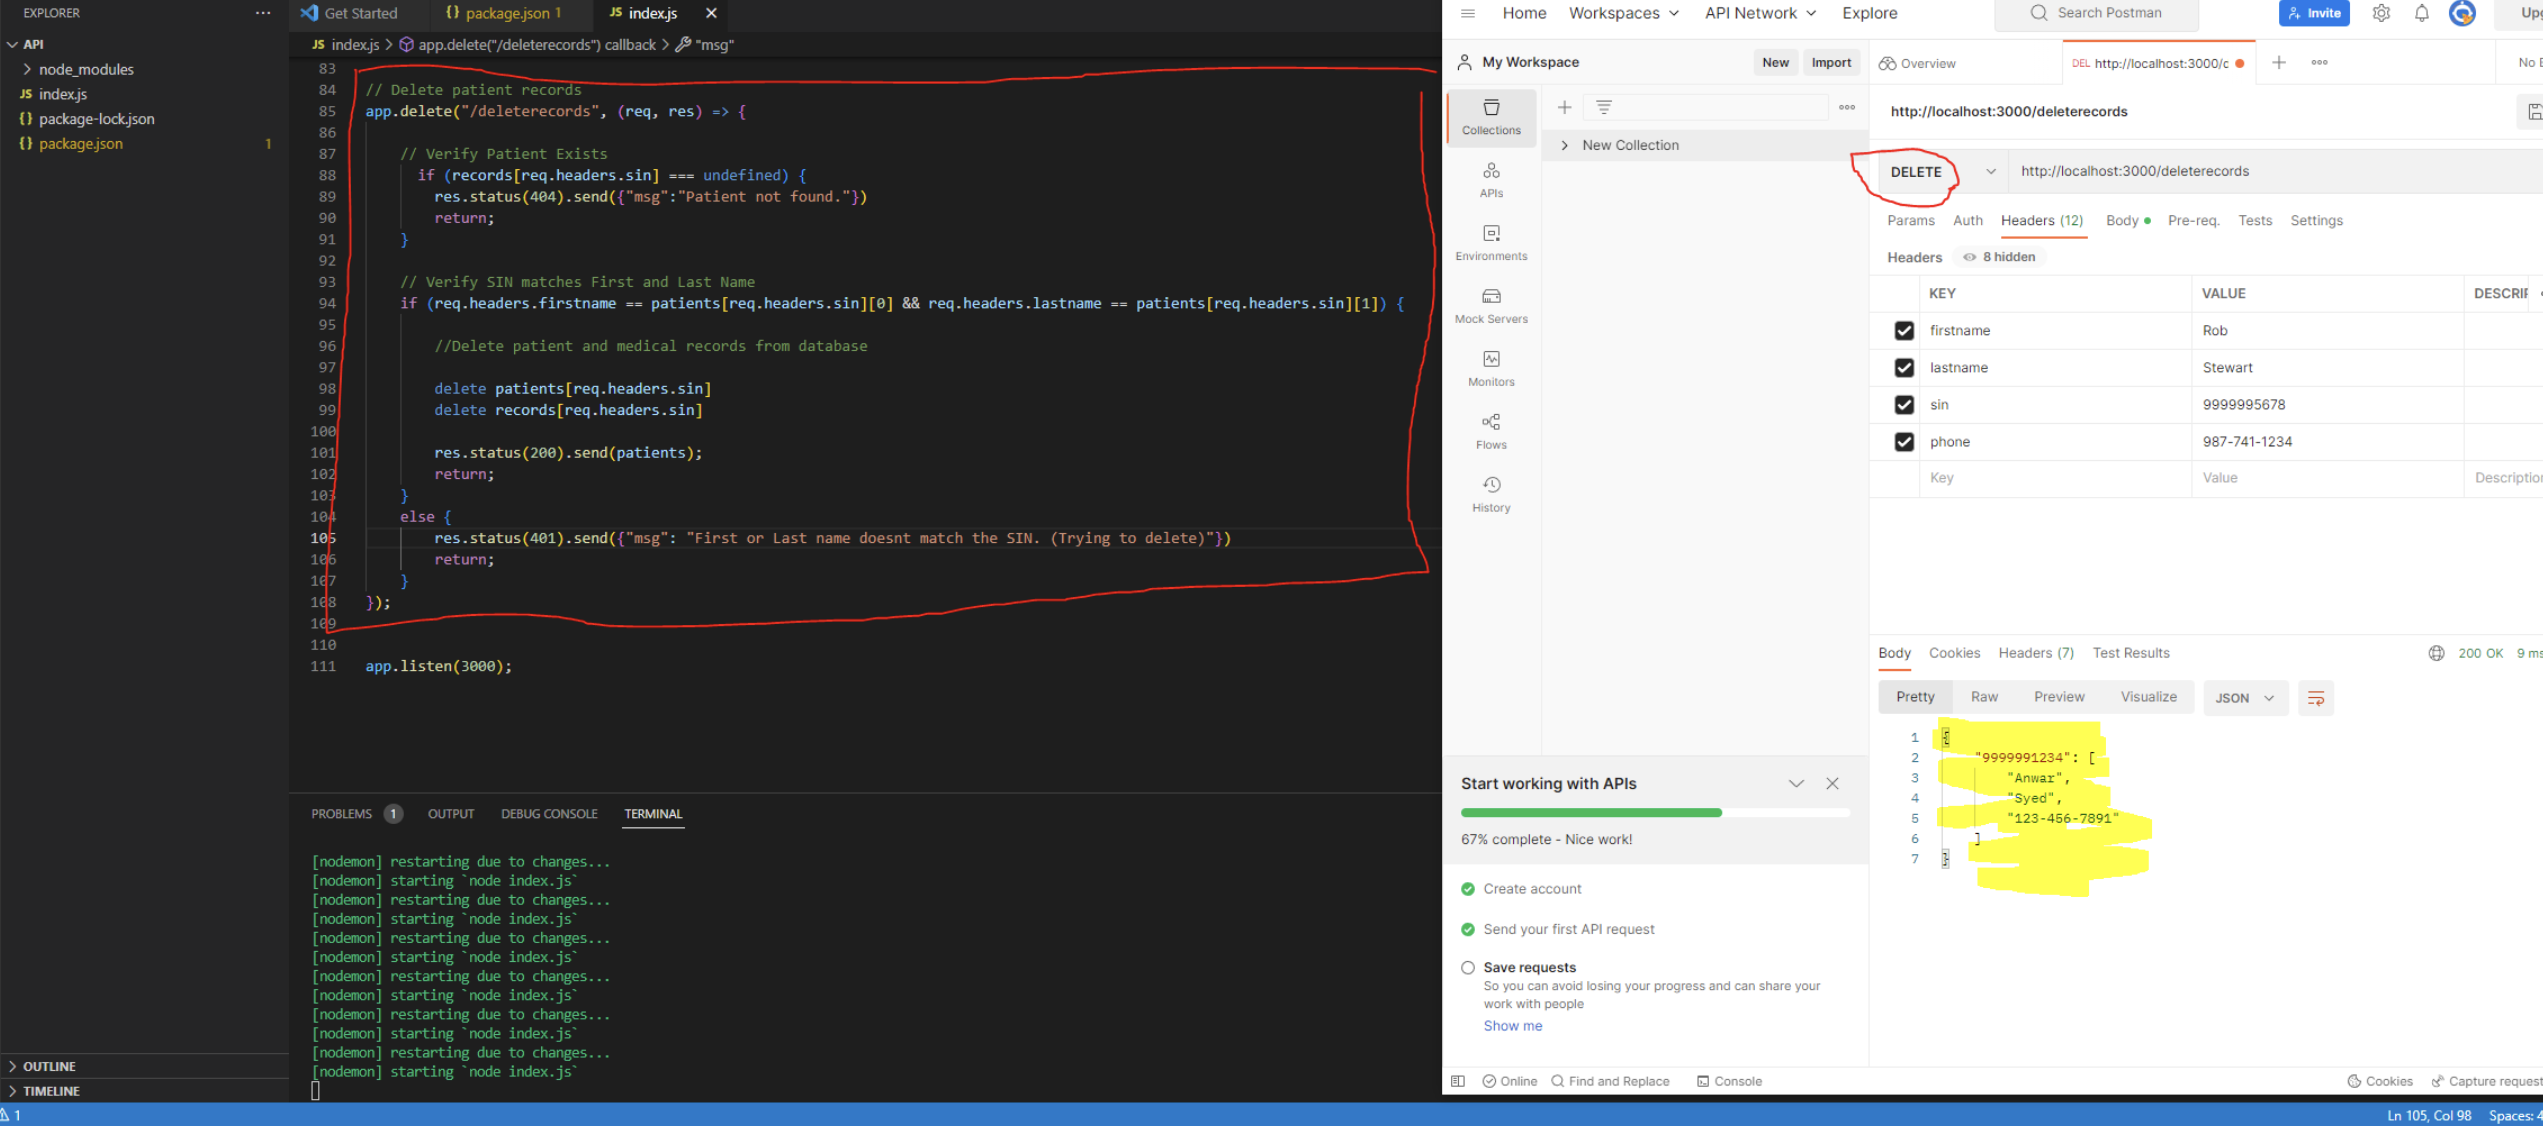 EXPLORER
API
node_modules
JS index.js
{} package-lock.json
{} package.json 1
OUTLINE
TIMELINE
Get Started
{} package.json 1
JS index.js
JS index.js > app.delete("/deleterecords") callback > "msg"
83
84 // Delete patient records
85 app.delete("/deleterecords", (req, res) => {
86
87 // Verify Patient Exists
88 if (records[req.headers.sin] === undefined) {
89 res.status(404).send({"msg":"Patient not found."})
90 return;
91 }
92
93 // Verify SIN matches First and Last Name
94 if (req.headers.firstname == patients[req.headers.sin][0] && req.headers.lastname == patients[req.headers.sin][1]) {
95
96 //Delete patient and medical records from database
97
98 delete patients[req.headers.sin]
99 delete records[req.headers.sin]
100
101 res.status(200).send(patients);
102 return;
103 }
104 else {
105 res.status(401).send({"msg": "First or Last name doesnt match the SIN. (Trying to delete)"})
106 return;
107 }
108 });
109
110
111 app.listen(3000);
PROBLEMS 1 OUTPUT DEBUG CONSOLE TERMINAL
[nodemon] restarting due to changes...
[nodemon] starting `node index.js`
[nodemon] restarting due to changes...
[nodemon] starting `node index.js`
[nodemon] restarting due to changes...
[nodemon] starting `node index.js`
[nodemon] restarting due to changes...
[nodemon] starting `node index.js`
[nodemon] restarting due to changes...
[nodemon] starting `node index.js`
[nodemon] restarting due to changes...
[nodemon] starting `node index.js`
Home Workspaces API Network Explore
Search Postman
Invite
Upg
My Workspace New Import
Collections
APIs
Environments
Mock Servers
Monitors
Flows
History
New Collection
Start working with APIs
67% complete - Nice work!
Create account
Send your first API request
Save requests
So you can avoid losing your progress and can share your
work with people
Show me
Overview DEL http://localhost:3000/c No E
http://localhost:3000/deleterecords
DELETE http://localhost:3000/deleterecords
Params Auth Headers (12) Body Pre-req. Tests Settings
Headers 8 hidden
KEY VALUE DESCRIF
firstname Rob
lastname Stewart
sin 9999995678
phone 987-741-1234
Key Value Description
Body Cookies Headers (7) Test Results 200 OK 9 ms
Pretty Raw Preview Visualize JSON
1 {
2 "9999991234": [
3 "Anwar",
4 "Syed",
5 "123-456-7891"
6 ]
7 }
Online Find and Replace Console Cookies Capture request
1
Ln 105, Col 98 Spaces: 4